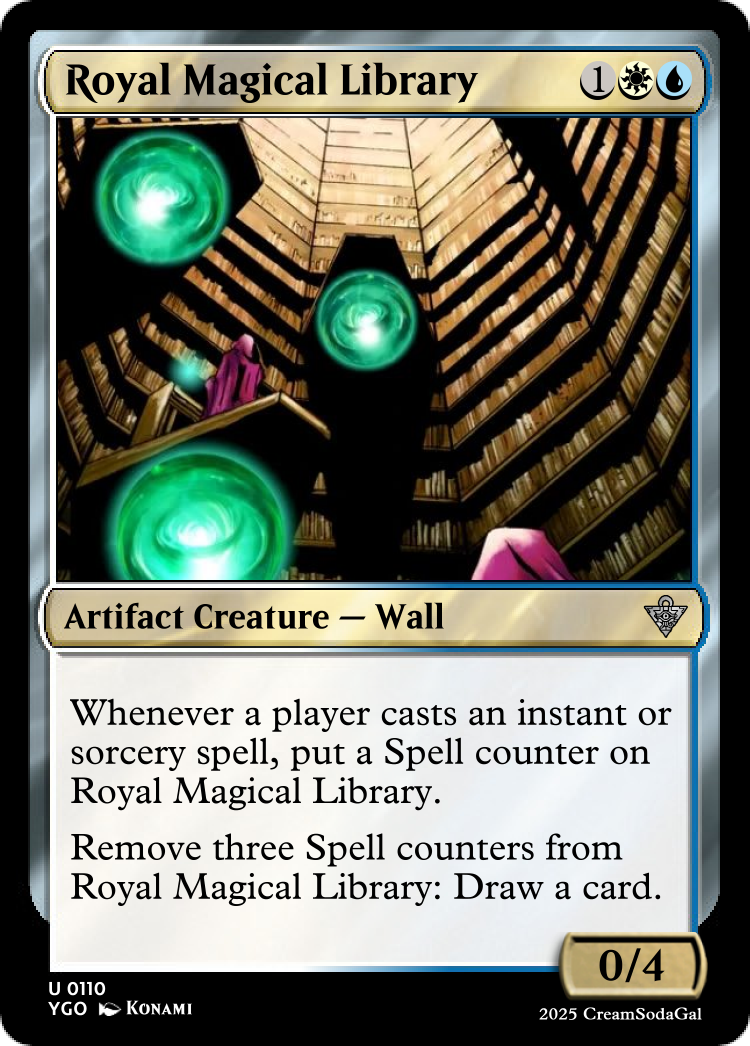 Royal Magical Library 1
Artifact Creature — Wall
Whenever a player casts an instant or
sorcery spell, put a Spell counter on
Royal Magical Library.
Remove three Spell counters from
Royal Magical Library: Draw a card.
0/4
U 0110
YGO KONAMI
2025 CreamSodaGal